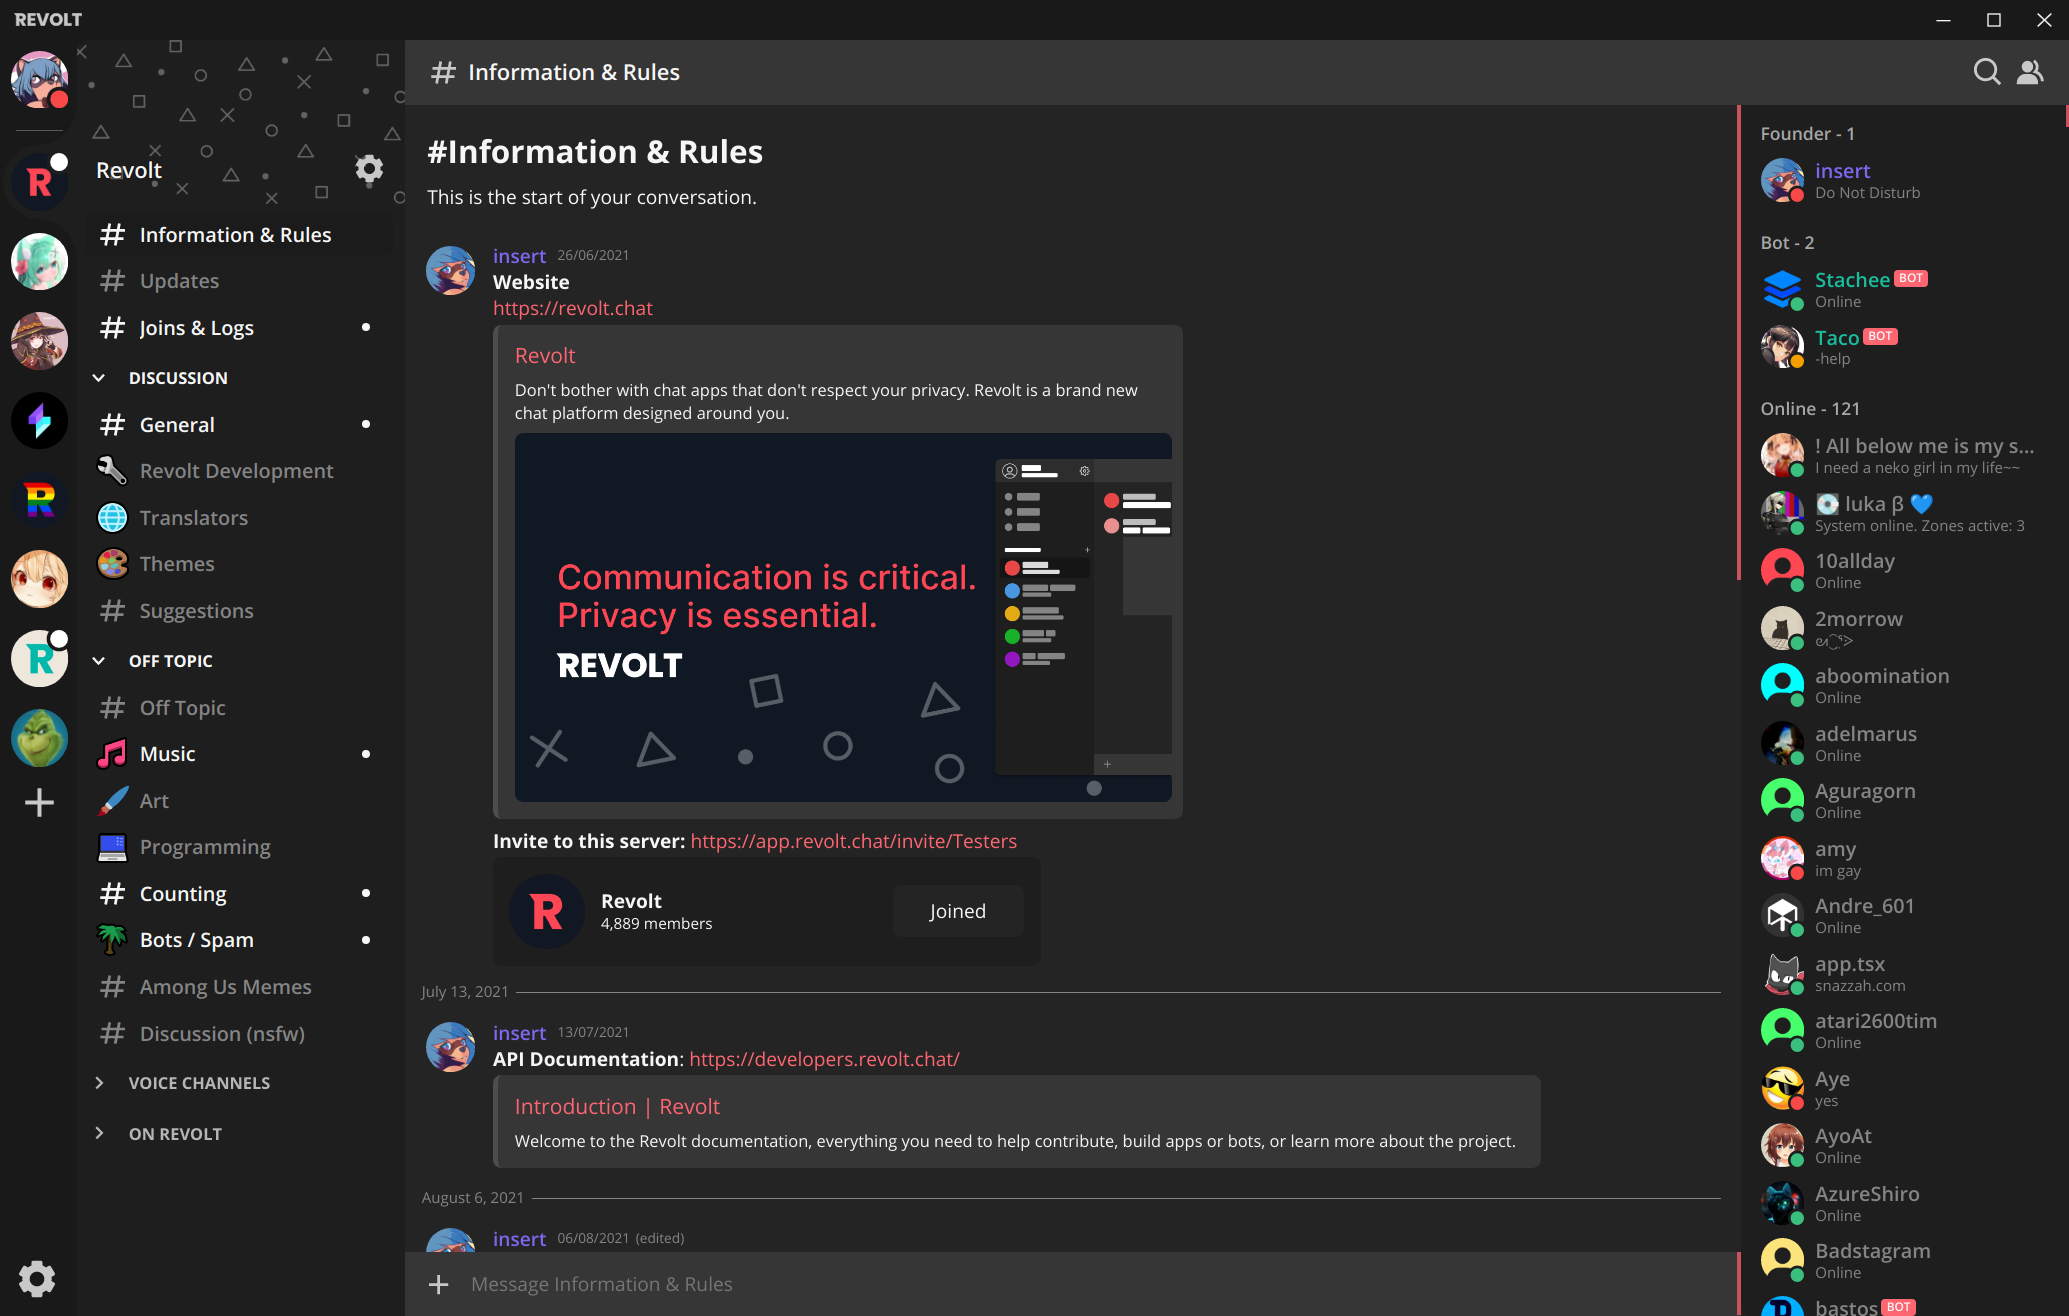 REVOLT
Revolt
Information & Rules
Updates
Joins & Logs
DISCUSSION
General
Revolt Development
Translators
Themes
Suggestions
OFF TOPIC
Off Topic
Music
Art
Programming
Counting
Bots / Spam
Among Us Memes
Discussion (nsfw)
VOICE CHANNELS
ON REVOLT
Information & Rules
#Information & Rules
This is the start of your conversation.
insert 26/06/2021
Website
https://revolt.chat
Revolt
Don't bother with chat apps that don't respect your privacy. Revolt is a brand new
chat platform designed around you.
Communication is critical.
Privacy is essential.
REVOLT
Invite to this server: https://app.revolt.chat/invite/Testers
Revolt
4,889 members
Joined
July 13, 2021
insert 13/07/2021
API Documentation: https://developers.revolt.chat/
Introduction | Revolt
Welcome to the Revolt documentation, everything you need to help contribute, build apps or bots, or learn more about the project.
August 6, 2021
insert 06/08/2021 (edited)
Message Information & Rules
Founder - 1
insert
Do Not Disturb
Bot - 2
Stachee BOT
Online
Taco BOT
-help
Online - 121
! All below me is my s...
I need a neko girl in my life~~
luka β 💙
System online. Zones active: 3
10allday
Online
2morrow
aboomination
Online
adelmarus
Online
Aguragorn
Online
amy
im gay
Andre_601
Online
app.tsx
snazzah.com
atari2600tim
Online
Aye
yes
AyoAt
Online
AzureShiro
Online
Badstagram
Online
bastos BOT